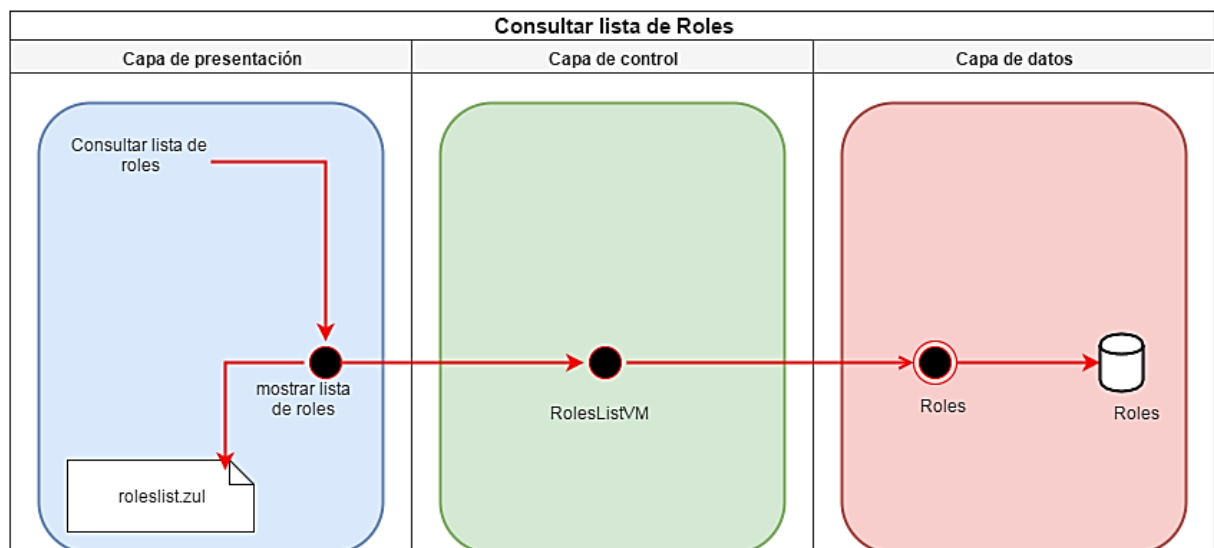 Consultar lista de Roles
Capa de presentación
Capa de control
Capa de datos
Consultar lista de
roles
mostrar lista
de roles
roleslist.zul
RolesListVM
Roles
Roles